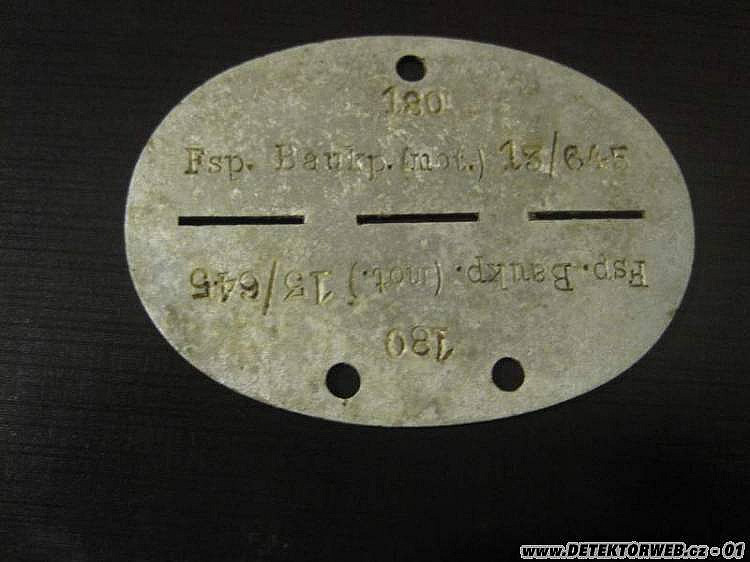 180
Fsp. Baukp. (mot.) 13/645
Fsp. Baukp. (mot.) 13/645
180
www.DETEKTORWEB.cz - 01